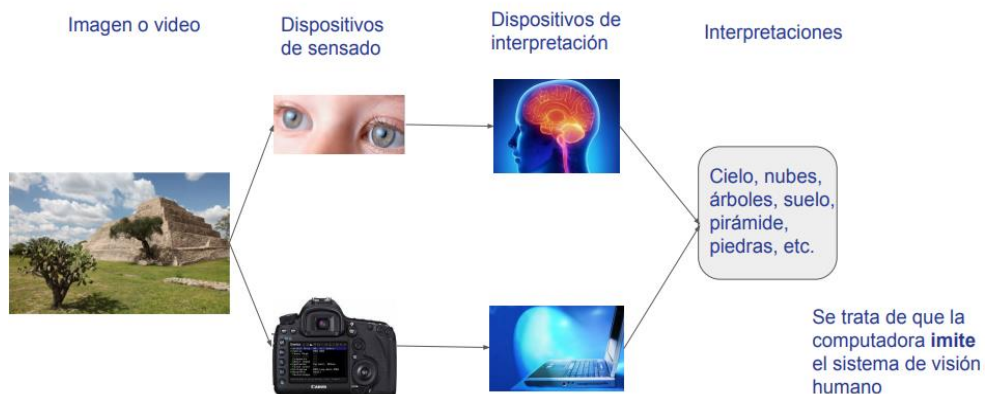 Imagen o video
Dispositivos
de sensado
Dispositivos de
interpretación
Interpretaciones
Cielo, nubes,
árboles, suelo,
pirámide,
piedras, etc.
Se trata de que la
computadora imite
el sistema de visión
humano
Canon